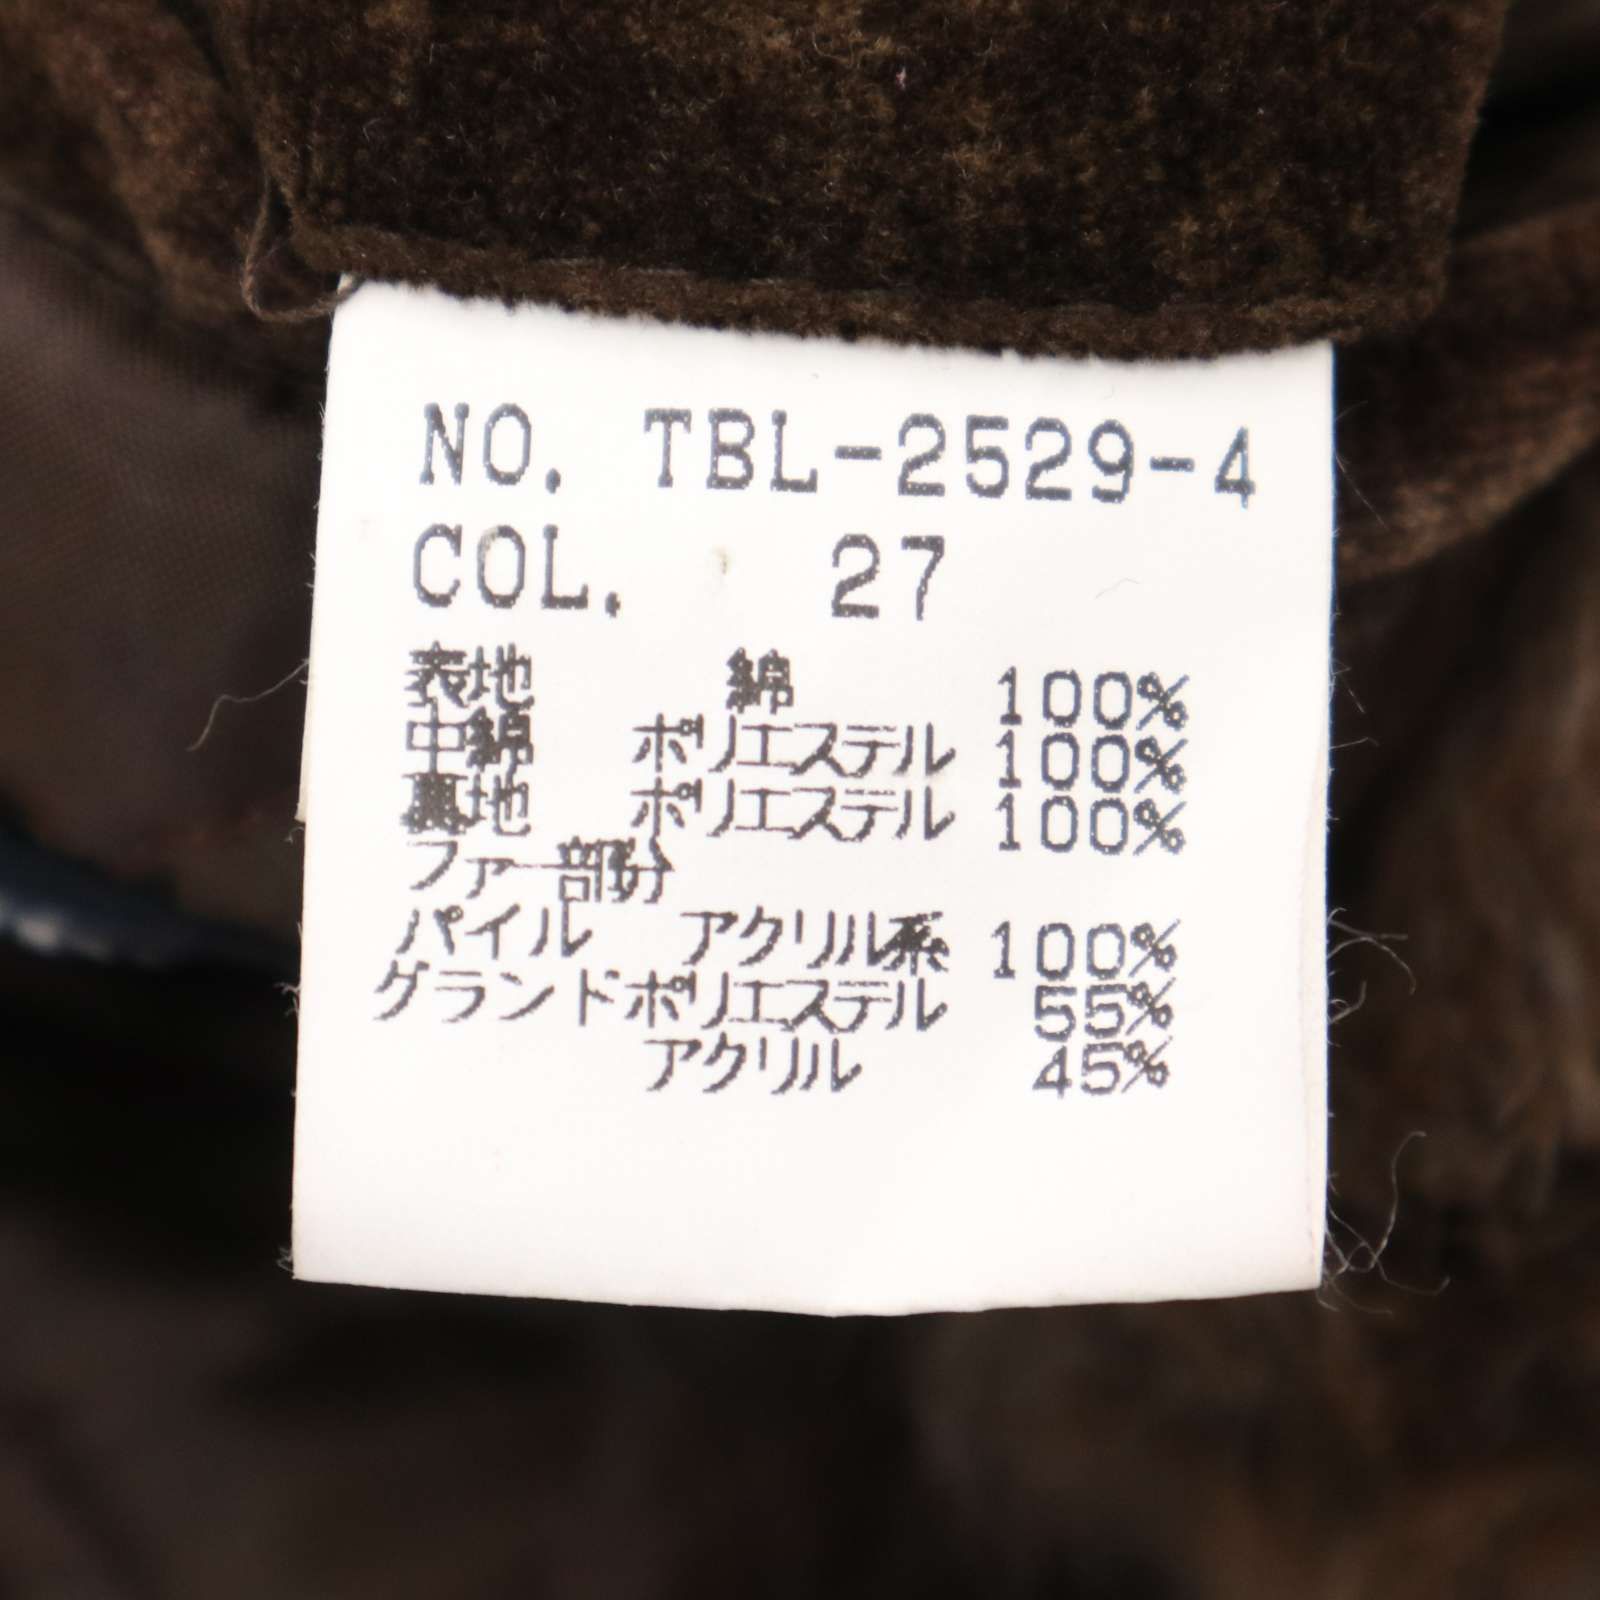 NO. TBL-2529-4
COL. 27
表地 綿 100%
中綿 ポリエステル 100%
裏地 ポリエステル 100%
ファー部分
パイル アクリル系 100%
グランドポリエステル 55%
アクリル 45%